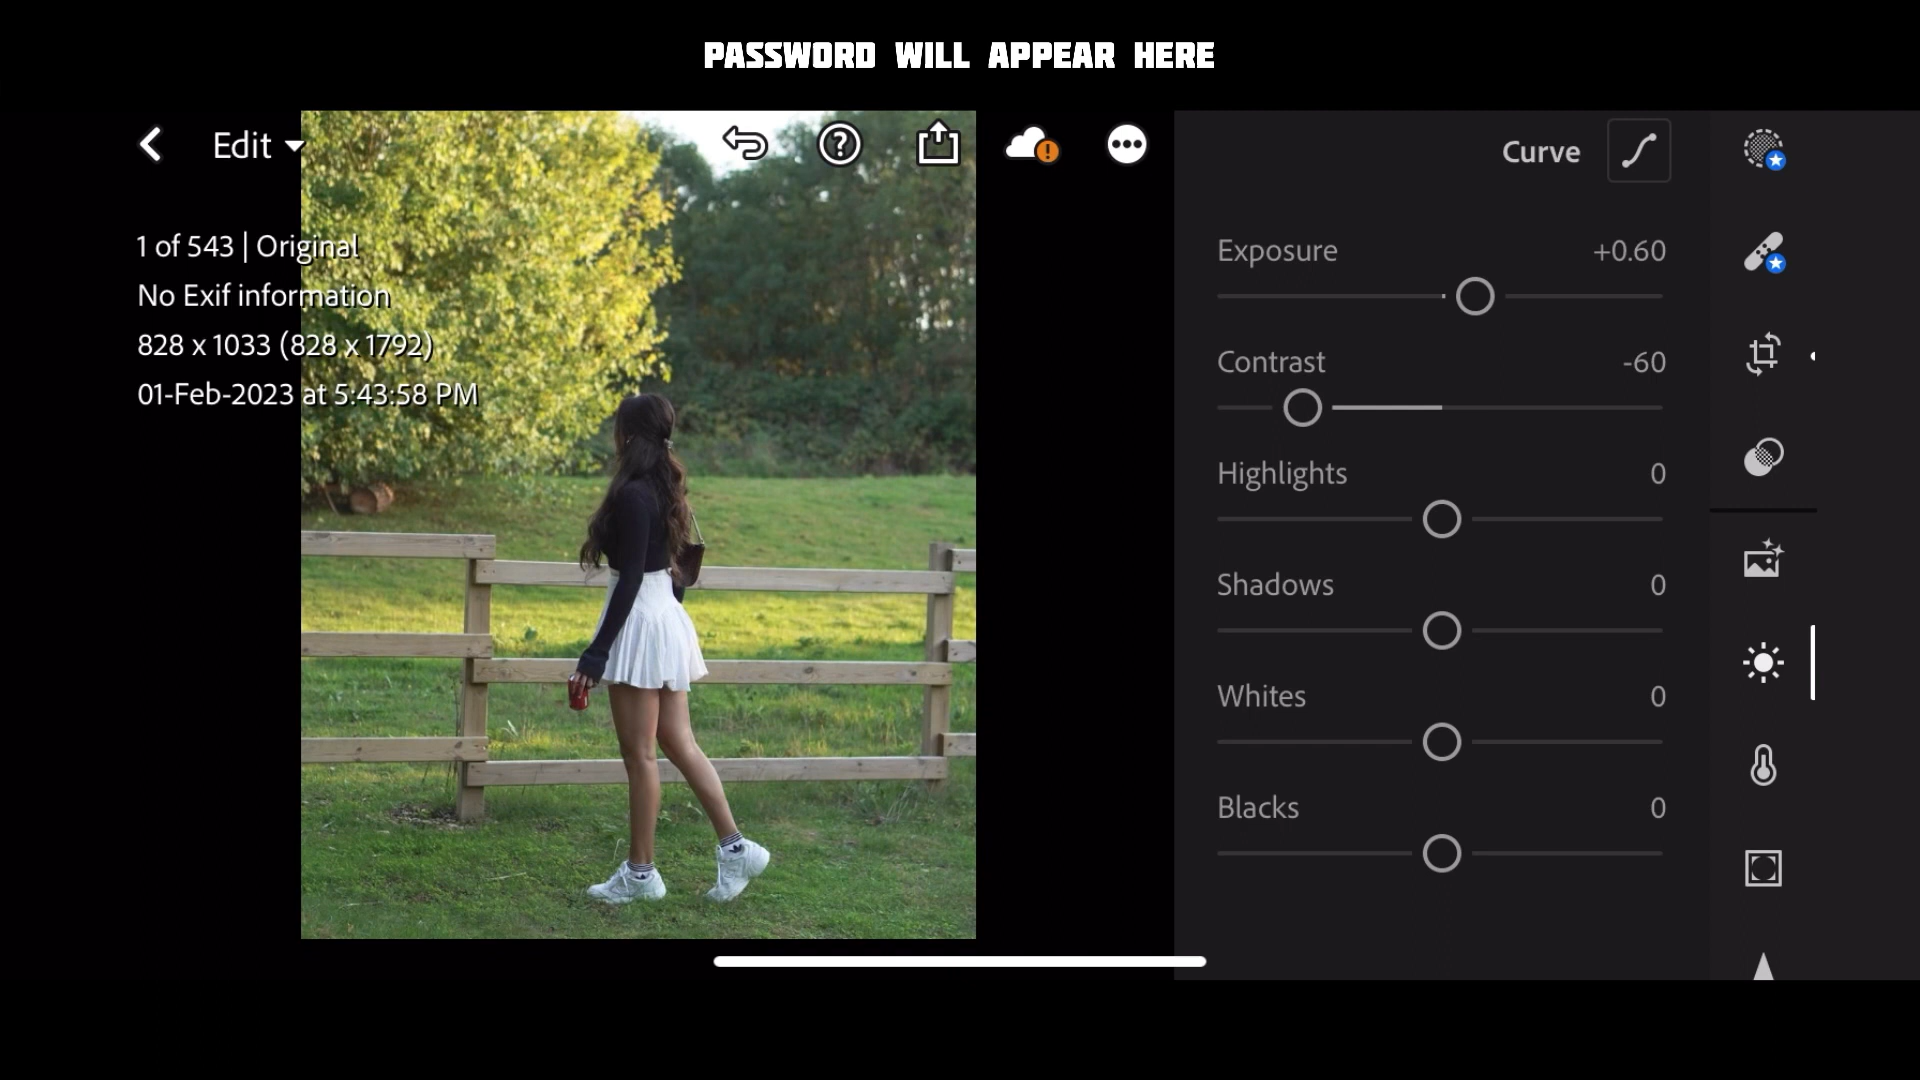 PASSWORD WILL APPEAR HERE
Edit
1 of 543 | Original
No Exif information
828 x 1033 (828 x 1792)
01-Feb-2023 at 5:43:58 PM
Curve
Exposure +0.60
Contrast -60
Highlights 0
Shadows 0
Whites 0
Blacks 0